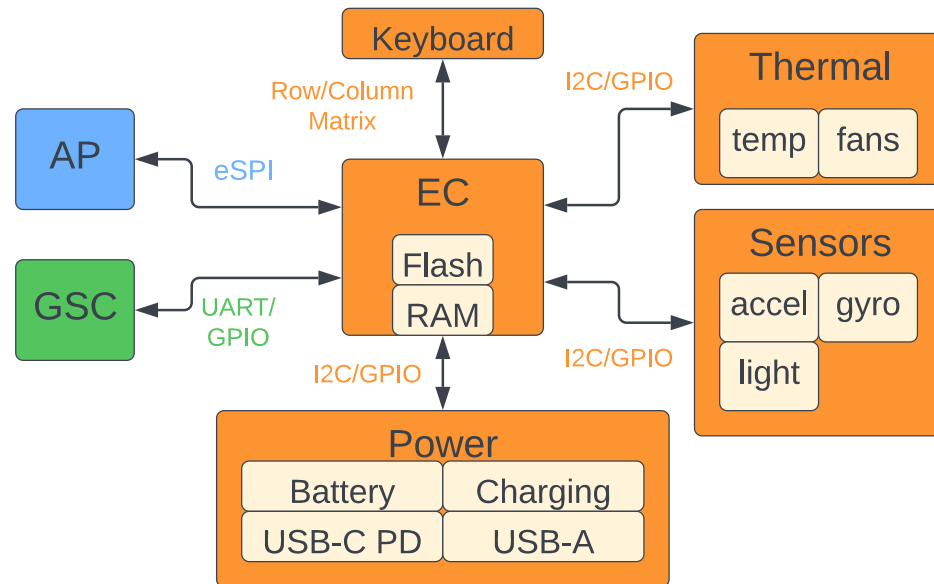 Keyboard
Row/Column
Matrix
I2C/GPIO
Thermal
temp
fans
AP
eSPI
EC
Flash
RAM
Sensors
accel
gyro
light
GSC
UART/
GPIO
I2C/GPIO
I2C/GPIO
Power
Battery
Charging
USB-C PD
USB-A